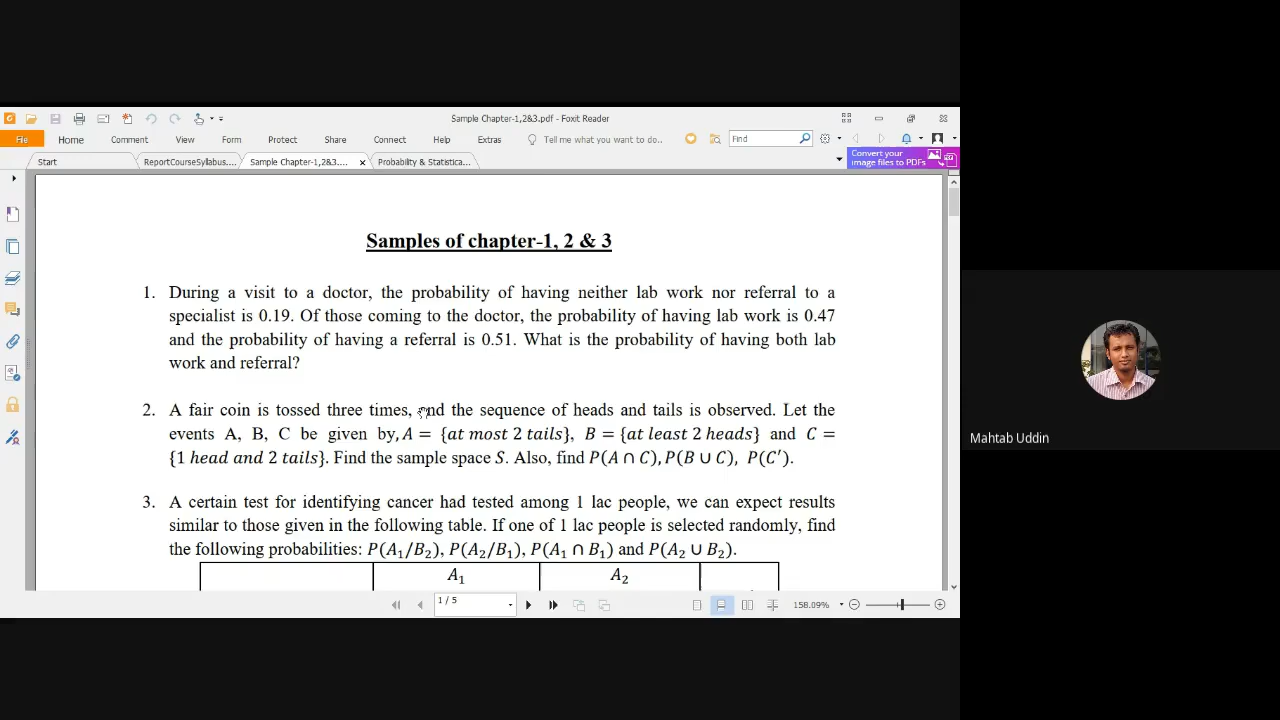 Sample Chapter-1,2&3.pdf - Foxit Reader
File Home Comment View Form Protect Share Connect Help Extras Tell me what you want to do.. Find
Start Sample Chapter-1,2&3.... Probability & Statistica...
Convert your
image files to PDFs
Samples of chapter-1, 2 & 3
1. During a visit to a doctor, the probability of having neither lab work nor referral to a
specialist is 0.19. Of those coming to the doctor, the probability of having lab work is 0.47
and the probability of having a referral is 0.51. What is the probability of having both lab
work and referral?
2. A fair coin is tossed three times, and the sequence of heads and tails is observed. Let the
events A, B, C be given by, A = {at most 2 tails}, B = {at least 2 heads} and C =
{1 head and 2 tails}. Find the sample space S. Also, find P(A ∩ C), P(B ∪ C), P(C′).
3. A certain test for identifying cancer had tested among 1 lac people, we can expect results
similar to those given in the following table. If one of 1 lac people is selected randomly, find
the following probabilities: P(A₁/B₂), P(A₂/B₁), P(A₁ ∩ B₁) and P(A₂ ∪ B₂).
A₁ A₂
1 / 5 158.09%
Mahtab Uddin